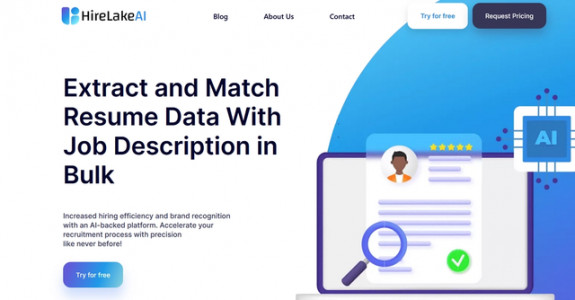 HireLakeAI
Blog
About Us
Contact
Try for free
Request Pricing
Extract and Match
Resume Data With
Job Description in
Bulk
Increased hiring efficiency and brand recognition
with an AI-backed platform. Accelerate your
recruitment process with precision
like never before!
Try for free
AI